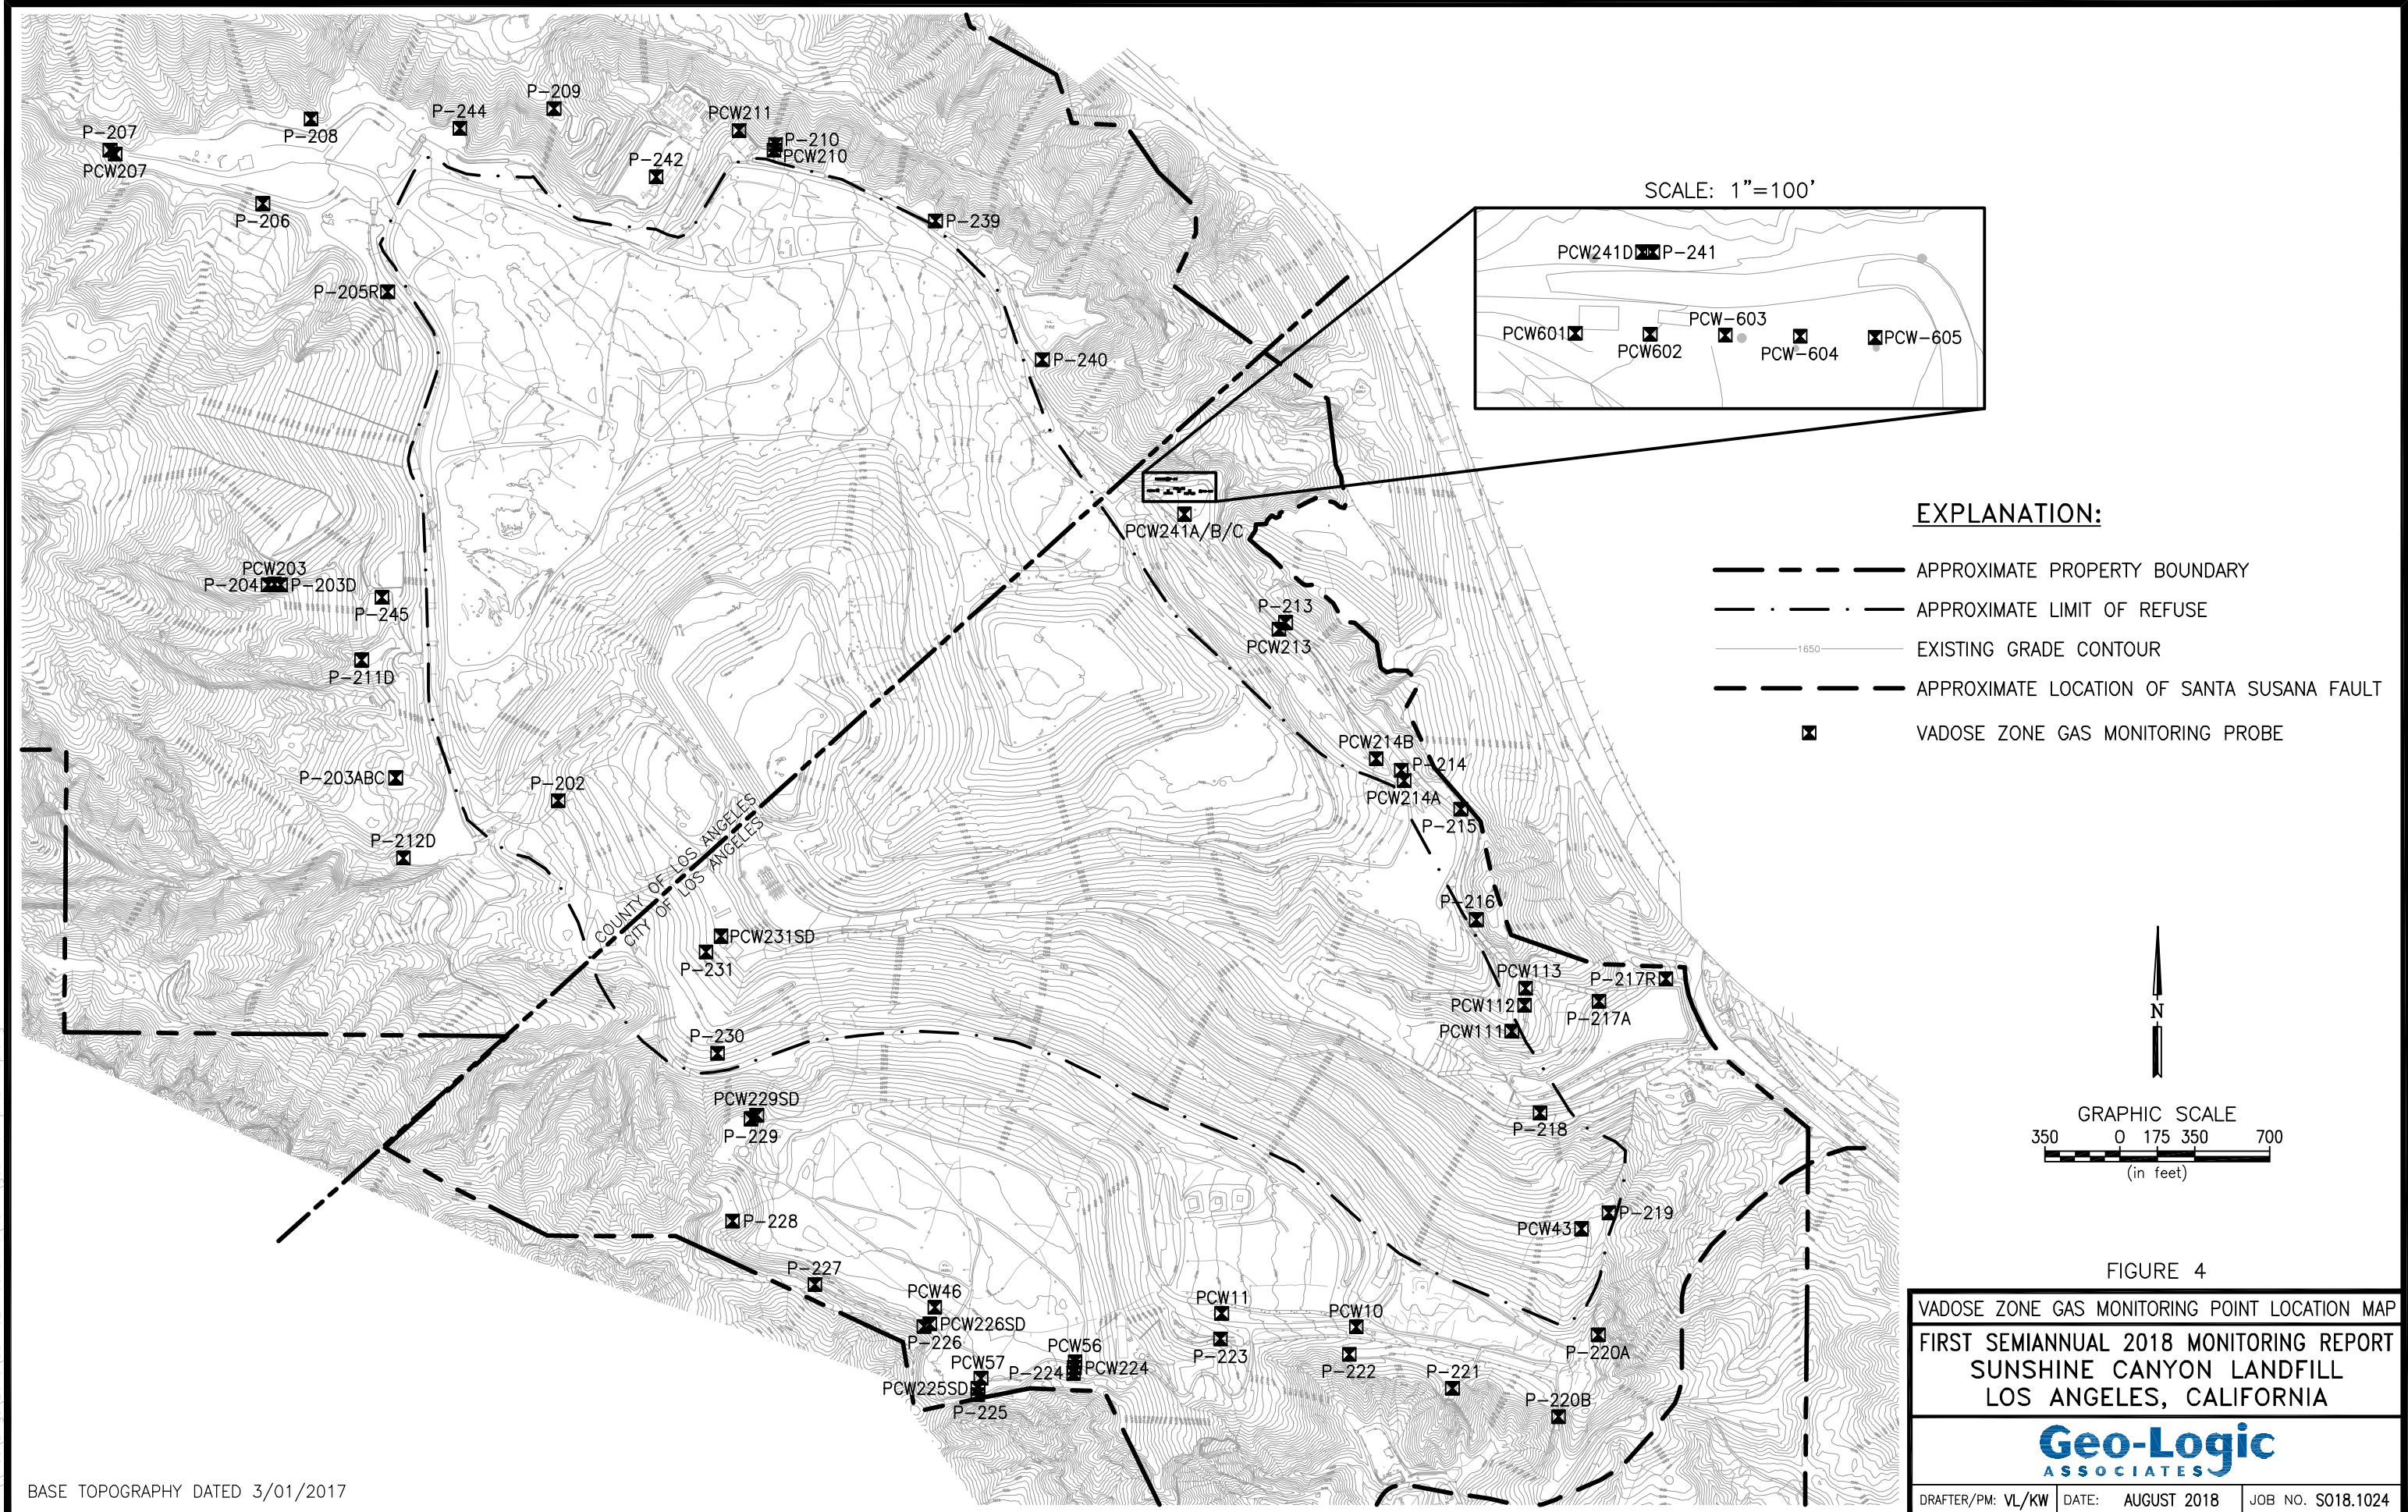 P-209
P-244
PCW211
P-207
P-208
P-210
PCW210
P-242
PCW207
P-206
P-239
SCALE: 1"=100'
PCW241D
P-241
P-205R
PCW601
PCW602
PCW-603
PCW-604
PCW-605
P-240
PCW241A/B/C
EXPLANATION:
APPROXIMATE PROPERTY BOUNDARY
APPROXIMATE LIMIT OF REFUSE
1650
EXISTING GRADE CONTOUR
APPROXIMATE LOCATION OF SANTA SUSANA FAULT
VADOSE ZONE GAS MONITORING PROBE
PCW203
P-204
P-203D
P-245
P-213
PCW213
P-211D
PCW214B
P-214
PCW214A
P-203ABC
P-202
P-215
P-212D
COUNTY OF LOS ANGELES
CITY OF LOS ANGELES
P-216
PCW231SD
P-231
PCW113
P-217R
PCW112
P-217A
PCW111
N
P-230
PCW229SD
P-229
P-218
GRAPHIC SCALE
350 0 175 350 700
(in feet)
P-228
P-219
PCW43
P-227
PCW46
PCW226SD
P-226
PCW11
P-223
PCW10
P-222
P-220A
PCW57
PCW56
P-224
PCW224
PCW225SD
P-225
P-221
P-220B
FIGURE 4
VADOSE ZONE GAS MONITORING POINT LOCATION MAP
FIRST SEMIANNUAL 2018 MONITORING REPORT
SUNSHINE CANYON LANDFILL
LOS ANGELES, CALIFORNIA
Geo-Logic
ASSOCIATES
DRAFTER/PM: VL/KW DATE: AUGUST 2018 JOB NO. SO18.1024
BASE TOPOGRAPHY DATED 3/01/2017